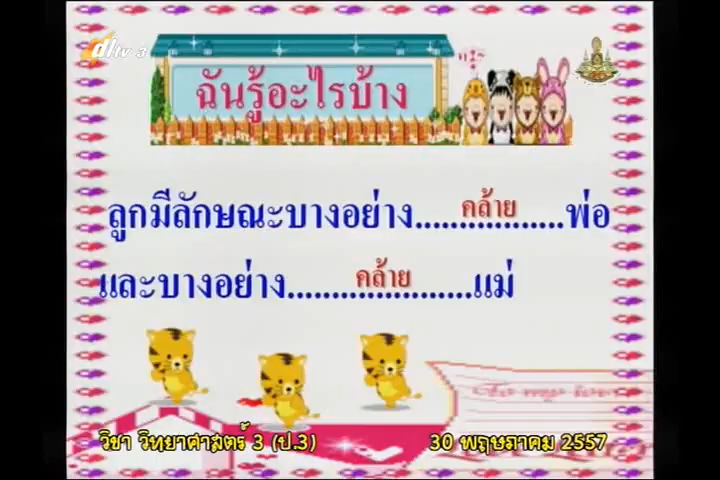 dltv 3
ฉันรู้อะไรบ้าง
ลูกมีลักษณะบางอย่าง.................คล้าย.................พ่อ
และบางอย่าง.....................คล้าย.....................แม่
วิชา วิทยาศาสตร์ 3 (ป.3)
30 พฤษภาคม 2557